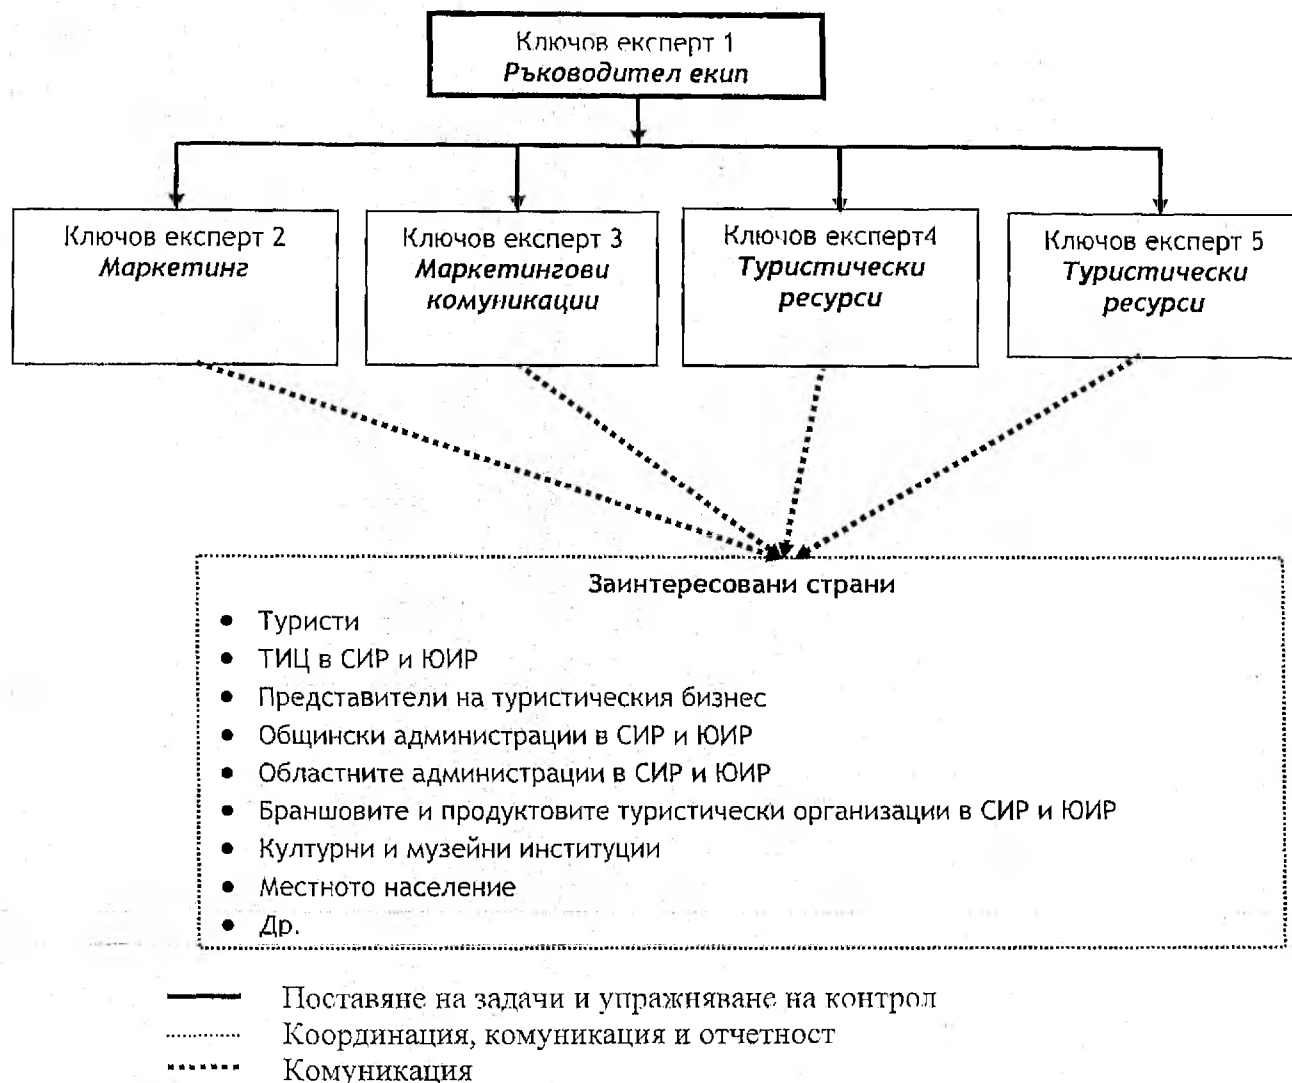 Ключов експерт 1
Ръководител екип
Ключов експерт 2
Маркетинг
Ключов експерт 3
Маркетингови
комуникации
Ключов експерт4
Туристически
ресурси
Ключов експерт 5
Туристически
ресурси
Заинтересовани страни
• Туристи
• ТИЦ в СИР и ЮИР
• Представители на туристическия бизнес
• Общински администрации в СИР и ЮИР
• Областните администрации в СИР и ЮИР
• Браншовите и продуктовите туристически организации в СИР и ЮИР
• Културни и музейни институции
• Местното население
• Др.
Поставяне на задачи и упражняване на контрол
Координация, комуникация и отчетност
Комуникация